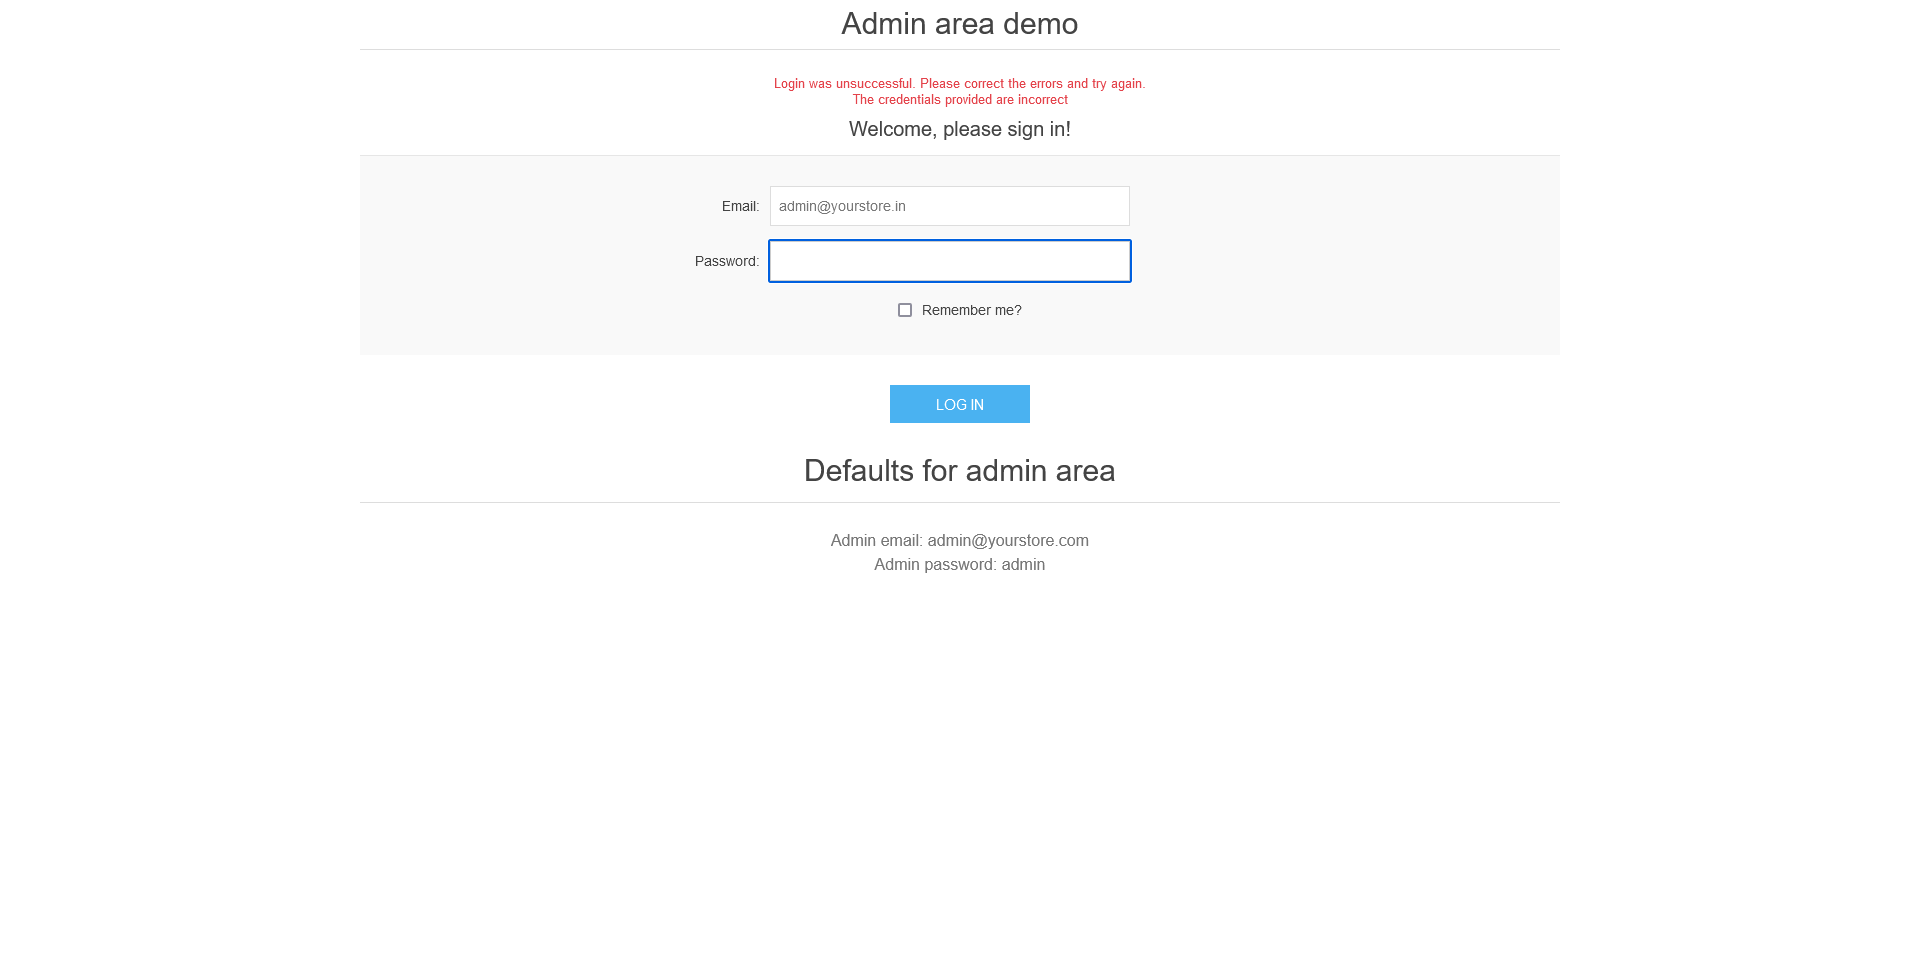 Admin area demo
Login was unsuccessful. Please correct the errors and try again.
The credentials provided are incorrect
Welcome, please sign in!
Email: admin@yourstore.in
Password:
Remember me?
LOG IN
Defaults for admin area
Admin email: admin@yourstore.com
Admin password: admin